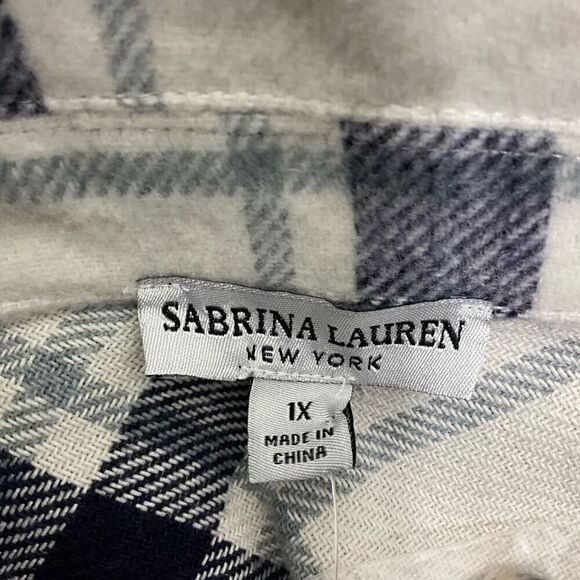 SABRINA LAUREN
NEW YORK
1X
MADE IN
CHINA